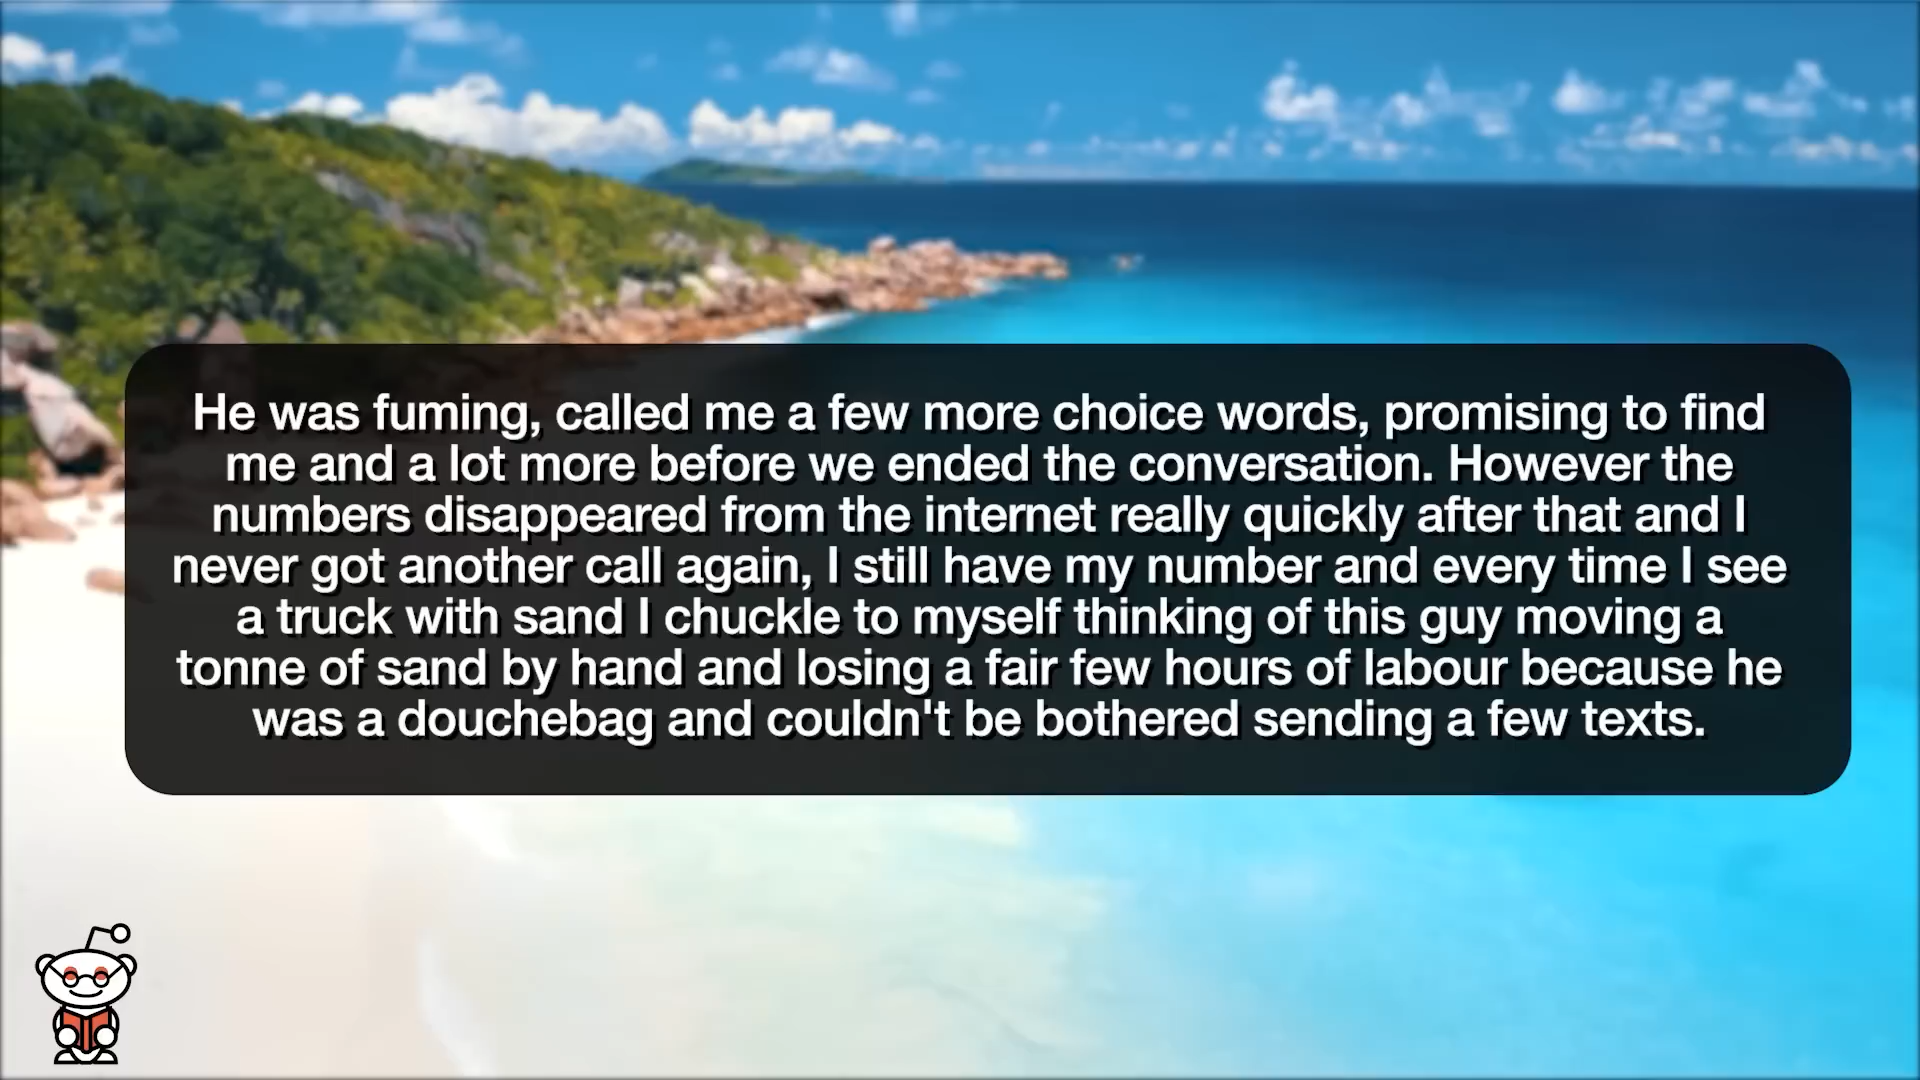 He was fuming, called me a few more choice words, promising to find
me and a lot more before we ended the conversation. However the
numbers disappeared from the internet really quickly after that and I
never got another call again, I still have my number and every time I see
a truck with sand I chuckle to myself thinking of this guy moving a
tonne of sand by hand and losing a fair few hours of labour because he
was a douchebag and couldn't be bothered sending a few texts.